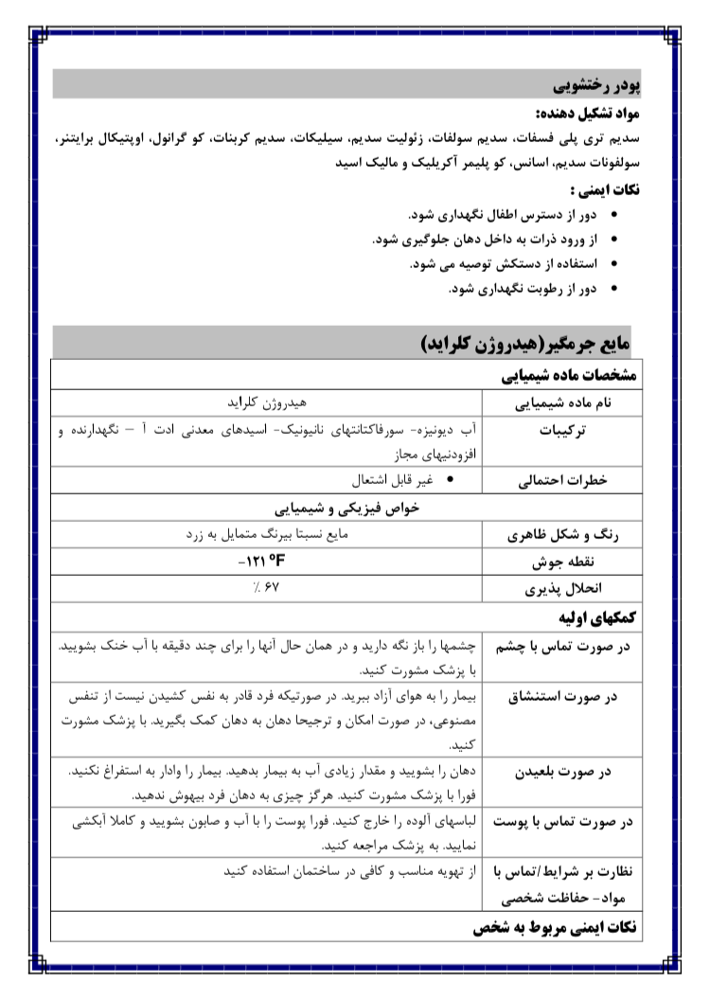 پودر رختشویی
مواد تشکیل دهنده:
سدیم تری پلی فسفات، سدیم سولفات، زئولیت سدیم، سیلیکات، سدیم کربنات، کو گرانول، اوپتیکال برایتنر،
سولفونات سدیم، اسانس، کو پلیمر آکریلیک و مالیک اسید
نکات ایمنی :
• دور از دسترس اطفال نگهداری شود.
• از ورود ذرات به داخل دهان جلوگیری شود.
• استفاده از دستکش توصیه می شود.
• دور از رطوبت نگهداری شود.
مایع جرمگیر(هیدروژن کلراید)
مشخصات ماده شیمیایی
نام ماده شیمیایی هیدروژن کلراید
ترکیبات آب دیونیزه- سورفاکتانتهای نانیونیک- اسیدهای معدنی ادت آ – نگهدارنده و
افزودنیهای مجاز
خطرات احتمالی • غیر قابل اشتعال
خواص فیزیکی و شیمیایی
رنگ و شکل ظاهری مایع نسبتا بیرنگ متمایل به زرد
نقطه جوش -۱۲۱ ºF
انحلال پذیری ۶۷ ٪
کمکهای اولیه
در صورت تماس با چشم چشمها را باز نگه دارید و در همان حال آنها را برای چند دقیقه با آب خنک بشویید.
با پزشک مشورت کنید.
در صورت استنشاق بیمار را به هوای آزاد ببرید. در صورتیکه فرد قادر به نفس کشیدن نیست از تنفس
مصنوعی، در صورت امکان و ترجیحا دهان به دهان کمک بگیرید. با پزشک مشورت
کنید.
در صورت بلعیدن دهان را بشویید و مقدار زیادی آب به بیمار بدهید. بیمار را وادار به استفراغ نکنید.
فورا با پزشک مشورت کنید. هرگز چیزی به دهان فرد بیهوش ندهید.
در صورت تماس با پوست لباسهای آلوده را خارج کنید. فورا پوست را با آب و صابون بشویید و کاملا آبکشی
نمایید. به پزشک مراجعه کنید.
نظارت بر شرایط/تماس با از تهویه مناسب و کافی در ساختمان استفاده کنید
مواد- حفاظت شخصی
نکات ایمنی مربوط به شخص